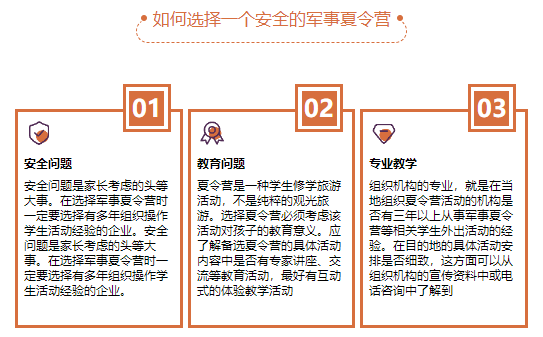 如何选择一个安全的军事夏令营
01
安全问题
安全问题是家长考虑的头等
大事。在选择军事夏令营时
一定要选择有多年组织操作
学生活动经验的企业。安全
问题是家长考虑的头等大
事。在选择军事夏令营时一
定要选择有多年组织操作学
生活动经验的企业。
02
教育问题
夏令营是一种学生修学旅游
活动，不是纯粹的观光旅
游。选择夏令营必须考虑该
活动对孩子的教育意义。应
了解备选夏令营的具体活动
内容中是否有专家讲座、交
流等教育活动，最好有互动
式的体验教学活动
03
专业教学
组织机构的专业，就是在当
地组织夏令营活动的机构是
否有三年以上从事军事夏令
营等相关学生外出活动的经
验。在目的地的具体活动安
排是否细致，这方面可以从
组织机构的宣传资料中或电
话咨询中了解到